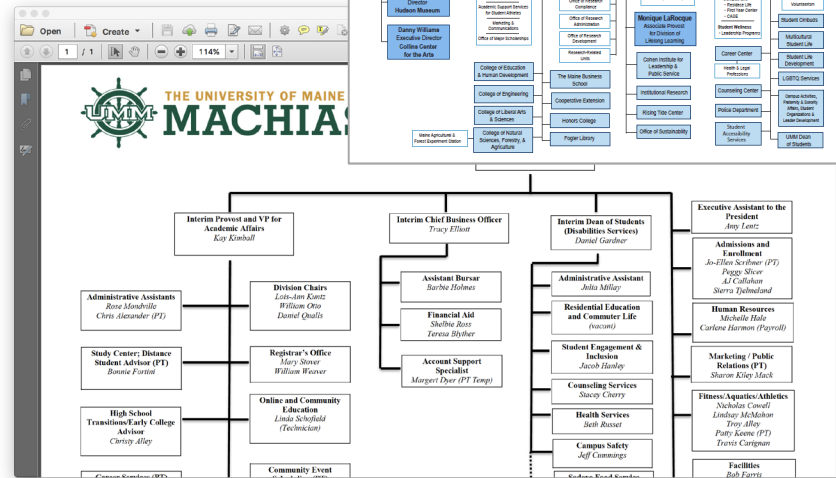 Open
Create
1 / 1
114%
UMM
THE UNIVERSITY OF MAINE
MACHIAS
Director
Hudson Museum
Danny Williams
Executive Director
Collins Center
for the Arts
Academic Support Services
for Student Athletes
Marketing &
Communications
Office of Major Scholarships
College of Education
& Human Development
College of Engineering
College of Liberal Arts
& Sciences
Maine Agricultural &
Forest Experiment Station
College of Natural
Sciences, Forestry, &
Agriculture
Office of Research
Compliance
Office of Research
Administration
Office of Research
Development
Research-Related
Units
The Maine Business
School
Cooperative Extension
Honors College
Fogler Library
Monique LaRocque
Associate Provost
for Division of
Lifelong Learning
Cohen Institute for
Leadership &
Public Service
Institutional Research
Rising Tide Center
Office of Sustainability
- Residence Life
- First Year Center
- CASE
Student Wellness
- Leadership Programs
Career Center
Health & Legal
Professions
Counseling Center
Police Department
Student
Accessibility
Services
Volunteerism
Student Ombuds
Multicultural
Student Life
Student Life
Development
LGBTQ Services
Campus Activities,
Fraternity & Sorority
Affairs, Student
Organizations &
Leader Development
UMM Dean
of Students
Interim Provost and VP for
Academic Affairs
Kay Kimball
Administrative Assistants
Rose Mondville
Chris Alexander (PT)
Division Chairs
Lois-Ann Kuntz
William Otto
Daniel Qualls
Study Center; Distance
Student Advisor (PT)
Bonnie Fortini
Registrar's Office
Mary Stover
William Weaver
High School
Transitions/Early College
Advisor
Christy Alley
Online and Community
Education
Linda Schofield
(Technician)
Career Services (PT)
Community Event
Interim Chief Business Officer
Tracy Elliott
Assistant Bursar
Barbie Holmes
Financial Aid
Shelbie Ross
Teresa Blyther
Account Support
Specialist
Margert Dyer (PT Temp)
Interim Dean of Students
(Disabilities Services)
Daniel Gardner
Administrative Assistant
Julia Millay
Residential Education
and Commuter Life
(vacant)
Student Engagement &
Inclusion
Jacob Hanley
Counseling Services
Stacey Cherry
Health Services
Beth Russet
Campus Safety
Jeff Cummings
Sodexo Food Service
Executive Assistant to the
President
Amy Lentz
Admissions and
Enrollment
Jo-Ellen Scribner (PT)
Peggy Slicer
AJ Callahan
Sierra Tjelmeland
Human Resources
Michelle Hale
Carlene Harmon (Payroll)
Marketing / Public
Relations (PT)
Sharon Kiley Mack
Fitness/Aquatics/Athletics
Nicholas Cowell
Lindsay McMahon
Troy Alley
Patty Keene (PT)
Travis Carignan
Facilities
Bob Farris